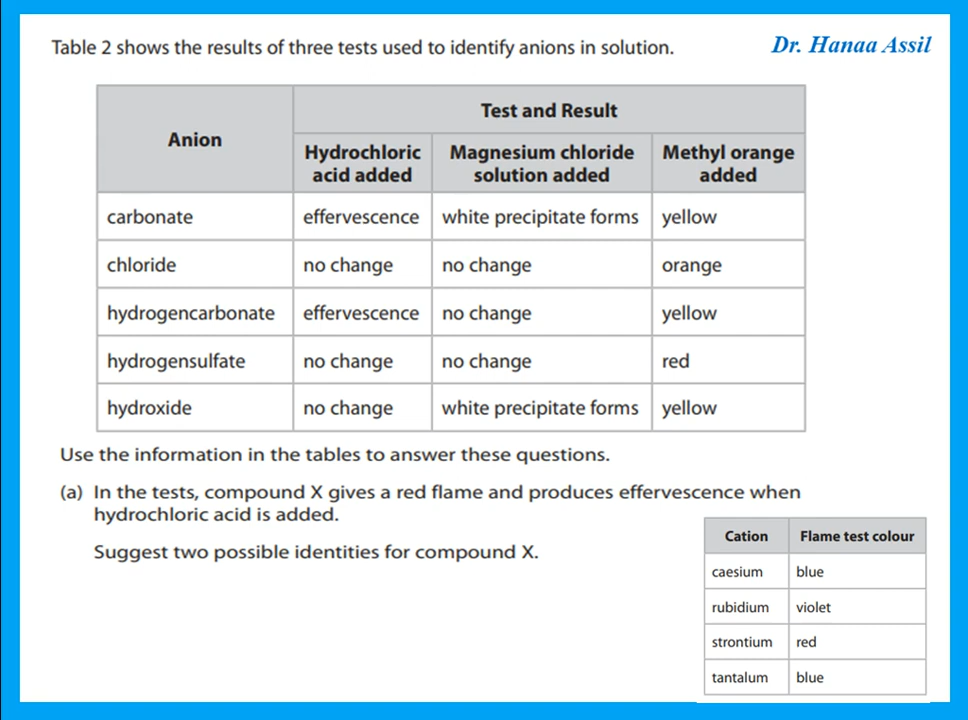 Table 2 shows the results of three tests used to identify anions in solution.
Dr. Hanaa Assil
Anion
Test and Result
Hydrochloric acid added
Magnesium chloride solution added
Methyl orange added
carbonate effervescence white precipitate forms yellow
chloride no change no change orange
hydrogencarbonate effervescence no change yellow
hydrogensulfate no change no change red
hydroxide no change white precipitate forms yellow
Use the information in the tables to answer these questions.
(a) In the tests, compound X gives a red flame and produces effervescence when
hydrochloric acid is added.
Suggest two possible identities for compound X.
Cation Flame test colour
caesium blue
rubidium violet
strontium red
tantalum blue